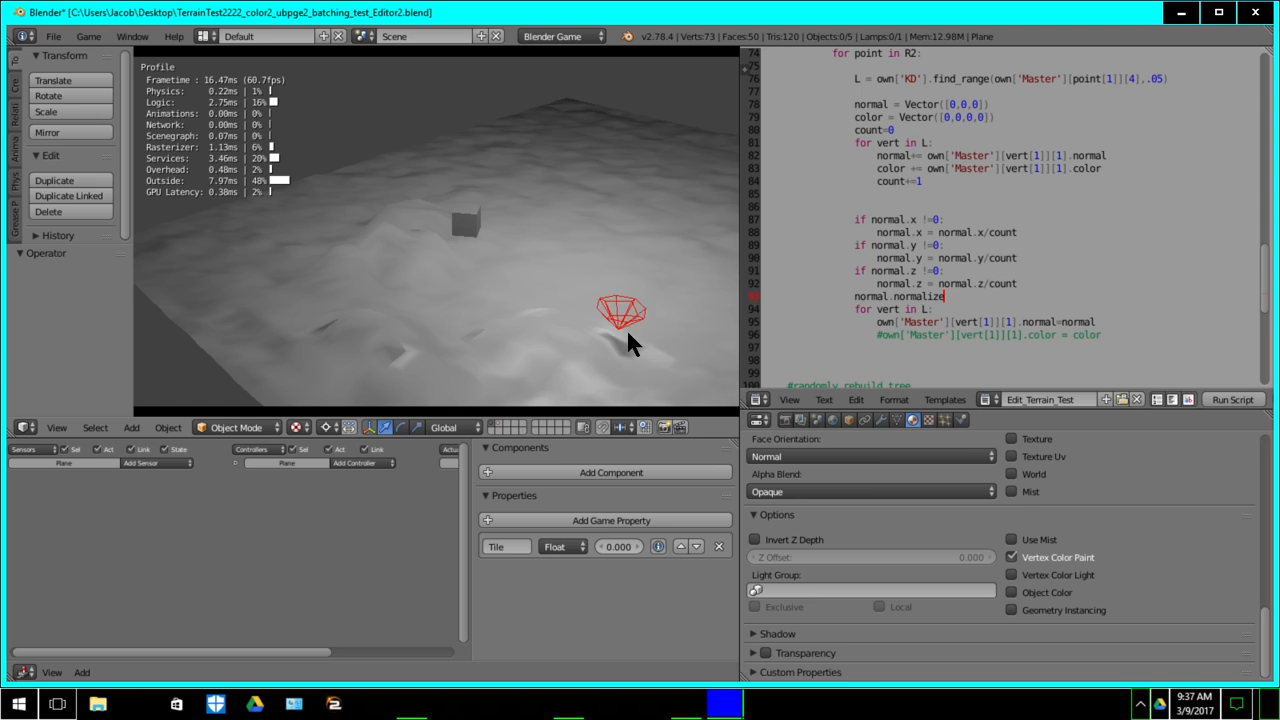 Blender* [C:\Users\Jacob\Desktop\TerrainTest2222_color2_ubpge2_batching_test_Editor2.blend]
File Game Window Help Default Scene Blender Game v2.78.4 | Verts:73 | Faces:50 | Tris:120 | Objects:0/5 | Lamps:0/1 | Mem:12.98M | Plane
To
Cre
Relati
Anima
Phys
Grease P
Transform
Translate
Rotate
Scale
Mirror
Edit
Duplicate
Duplicate Linked
Delete
History
Operator
Profile
Frametime : 16.47ms (60.7fps)
Physics: 0.22ms | 1%
Logic: 2.75ms | 16%
Animations: 0.00ms | 0%
Network: 0.00ms | 0%
Scenegraph: 0.07ms | 0%
Rasterizer: 1.13ms | 6%
Services: 3.46ms | 20%
Overhead: 0.48ms | 2%
Outside: 7.97ms | 48%
GPU Latency: 0.38ms | 2%
74 for point in R2:
75
76 L = own['KD'].find_range(own['Master'][point[1]][4],.05)
77
78 normal = Vector([0,0,0])
79 color = Vector([0,0,0,0])
80 count=0
81 for vert in L:
82 normal+= own['Master'][vert[1]][1].normal
83 color += own['Master'][vert[1]][1].color
84 count+=1
85
86
87 if normal.x !=0:
88 normal.x = normal.x/count
89 if normal.y !=0:
90 normal.y = normal.y/count
91 if normal.z !=0:
92 normal.z = normal.z/count
93 normal.normalize
94 for vert in L:
95 own['Master'][vert[1]][1].normal=normal
96 #own['Master'][vert[1]][1].color = color
97
98
99
100 #randomly rebuild tree
View Text Edit Format Templates Edit_Terrain_Test Run Script
View Select Add Object Object Mode Global
Sensors Sel Act Link State Controllers Sel Act Link Actu
Plane Add Sensor Plane Add Controller
View Add
Components
Add Component
Properties
Add Game Property
Tile Float 0.000
Face Orientation:
Normal
Alpha Blend:
Opaque
Texture
Texture Uv
World
Mist
Options
Invert Z Depth
Z Offset: 0.000
Light Group:
Exclusive Local
Use Mist
Vertex Color Paint
Vertex Color Light
Object Color
Geometry Instancing
Shadow
Transparency
Custom Properties
9:37 AM
3/9/2017